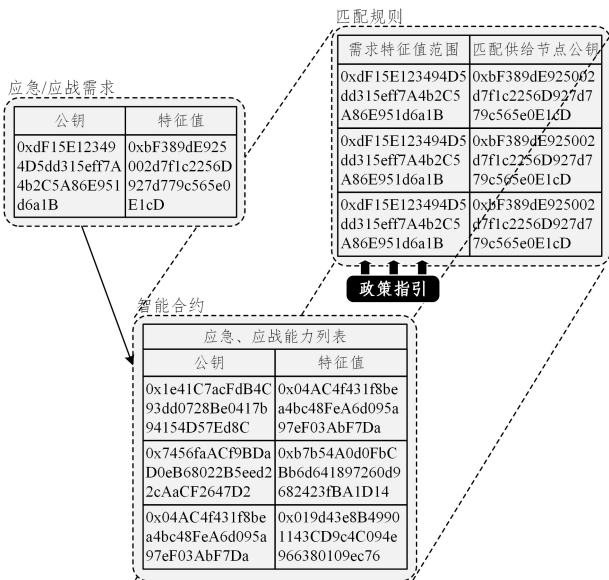 匹配规则
需求特征值范围 匹配供给节点公钥
0xdF15E123494D5 0xbF389dE925002
dd315eff7A4b2C5 d7f1c2256D927d7
A86E951d6a1B 79c565e0E1cD
0xdF15E123494D5 0xbF389dE925002
dd315eff7A4b2C5 d7f1c2256D927d7
A86E951d6a1B 79c565e0E1cD
0xdF15E123494D5 0xbF389dE925002
dd315eff7A4b2C5 d7f1c2256D927d7
A86E951d6a1B 79c565e0E1cD
应急/应战需求
公钥 特征值
0xdF15E12349 0xbF389dE925
4D5dd315eff7A 002d7f1c2256D
4b2C5A86E951 927d779c565e0
d6a1B E1cD
政策指引
智能合约
应急、应战能力列表
公钥 特征值
0x1e41C7acFdB4C 0x04AC4f431f8be
93dd0728Be0417b a4bc48FeA6d095a
94154D57Ed8C 97eF03AbF7Da
0x7456faACf9BDa 0xb7b54A0d0FbC
D0eB68022B5eed2 Bb6d641897260d9
2cAaCF2647D2 682423fBA1D14
0x04AC4f431f8be 0x019d43e8B4990
a4bc48FeA6d095a 1143CD9c4C094e
97eF03AbF7Da 966380109ec76